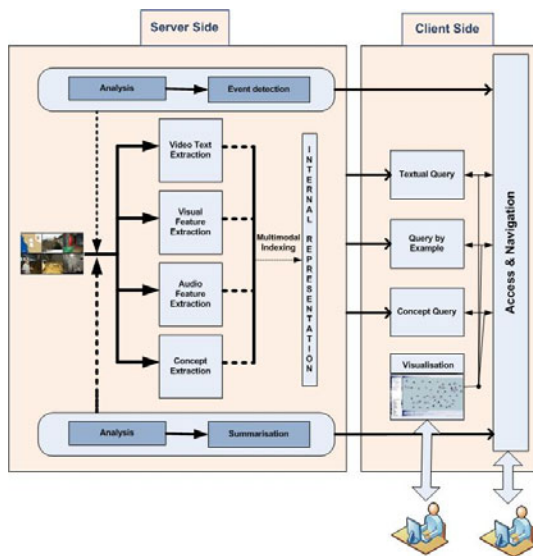 Server Side
Client Side
Analysis
Event detection
Video Text
Extraction
Visual
Feature
Extraction
Audio
Feature
Extraction
Concept
Extraction
Multimodal
Indexing
INTERNAL REPRESENTATION
Textual Query
Query by
Example
Concept Query
Visualisation
Access & Navigation
Analysis
Summarisation